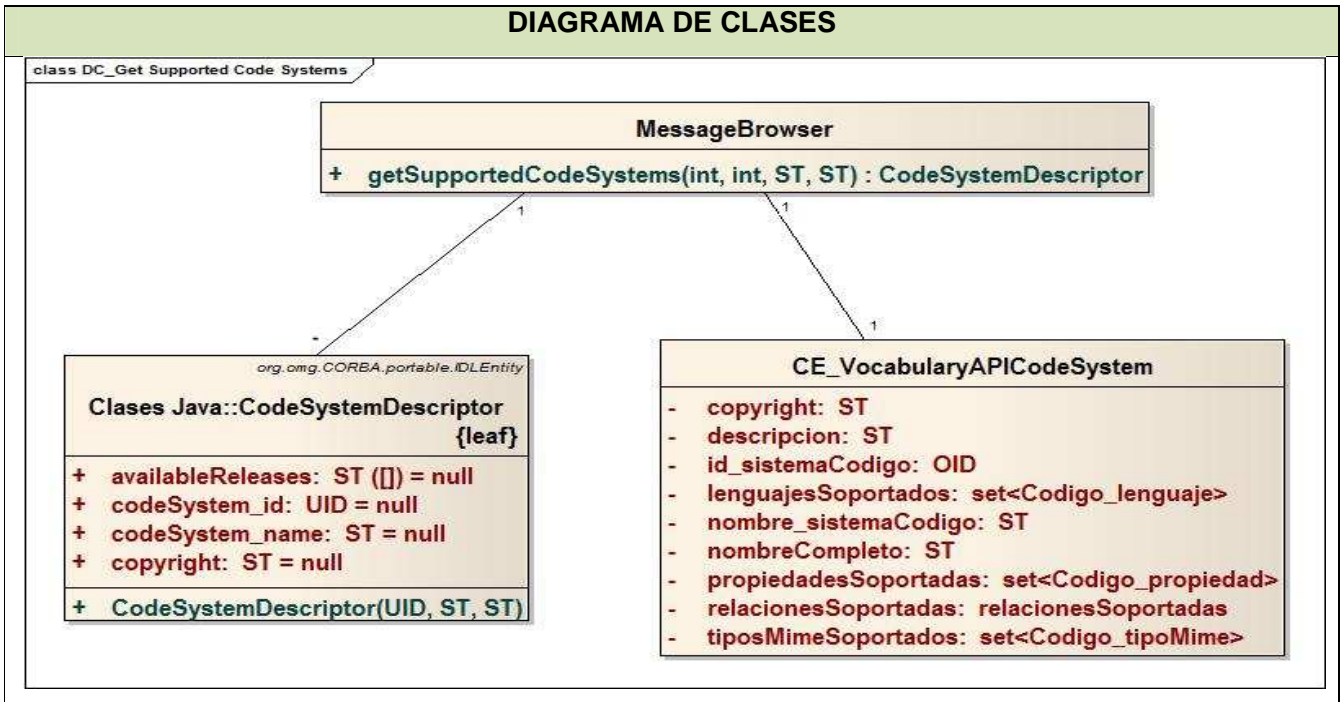 DIAGRAMA DE CLASES
class DC_Get Supported Code Systems
MessageBrowser
+ getSupportedCodeSystems(int, int, ST, ST) : CodeSystemDescriptor
1
1
*
1
org.omg.CORBA.portable.IDLEntity
Clases Java::CodeSystemDescriptor
{leaf}
+ availableReleases: ST ([]) = null
+ codeSystem_id: UID = null
+ codeSystem_name: ST = null
+ copyright: ST = null
+ CodeSystemDescriptor(UID, ST, ST)
CE_VocabularyAPICodeSystem
- copyright: ST
- descripcion: ST
- id_sistemaCodigo: OID
- lenguajesSoportados: set<Codigo_lenguaje>
- nombre_sistemaCodigo: ST
- nombreCompleto: ST
- propiedadesSoportadas: set<Codigo_propiedad>
- relacionesSoportadas: relacionesSoportadas
- tiposMimeSoportados: set<Codigo_tipoMime>